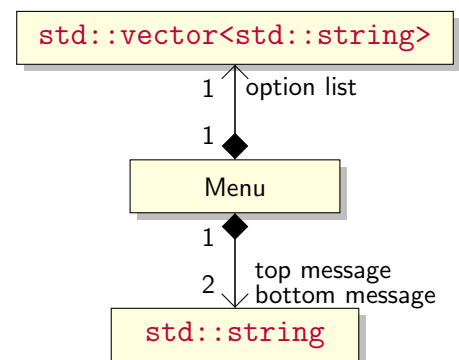 std::vector<std::string>
1
option list
1
Menu
1
2
top message
bottom message
std::string